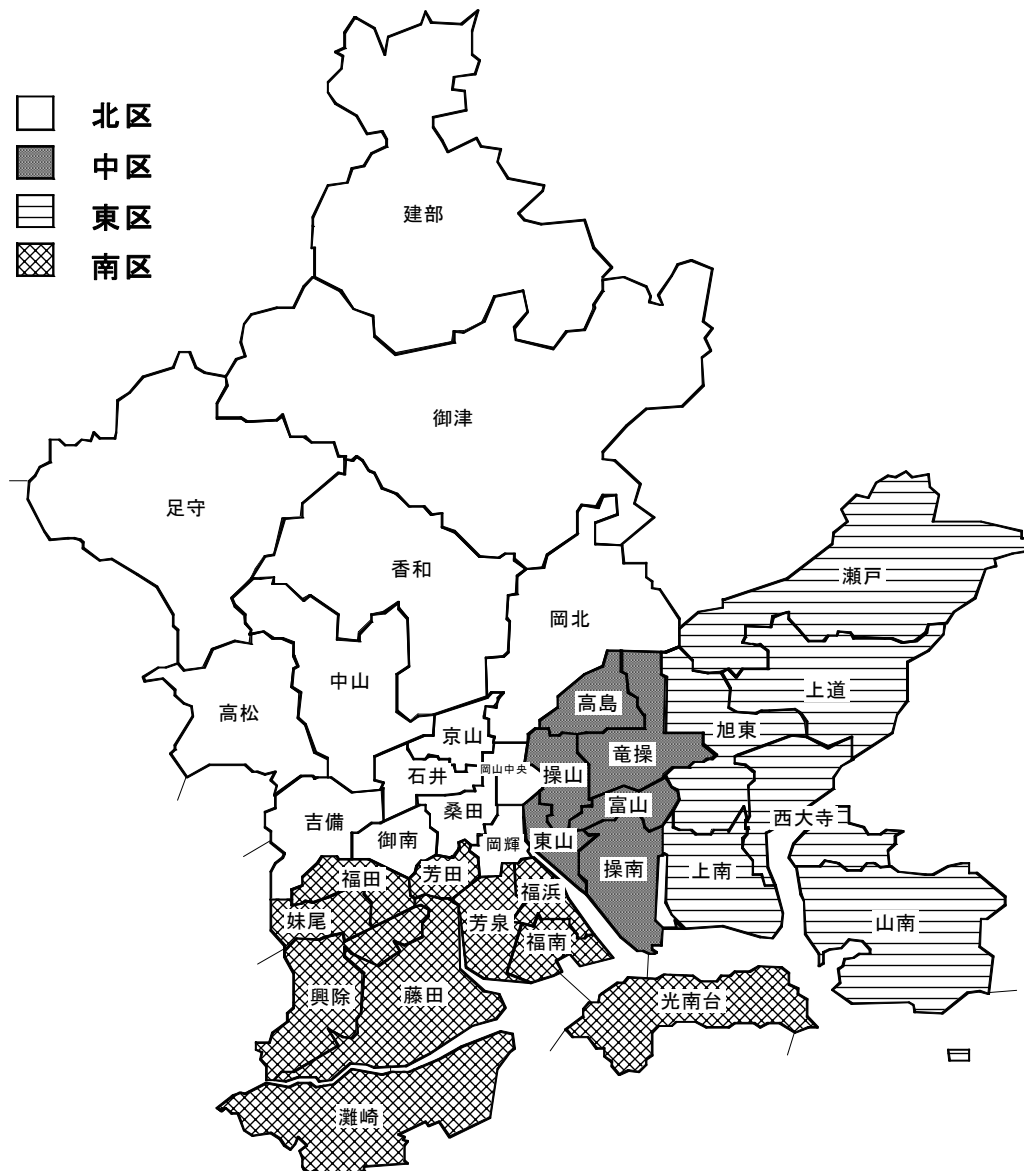 北区
中区
東区
南区
建部
御津
足守
香和
瀬戸
岡北
中山
上道
高島
高松
旭東
京山
竜操
岡山中央
石井
操山
富山
吉備
桑田
西大寺
御南
岡輝
東山
操南
上南
福田
芳田
福浜
妹尾
芳泉
山南
福南
興除
藤田
光南台
灘崎